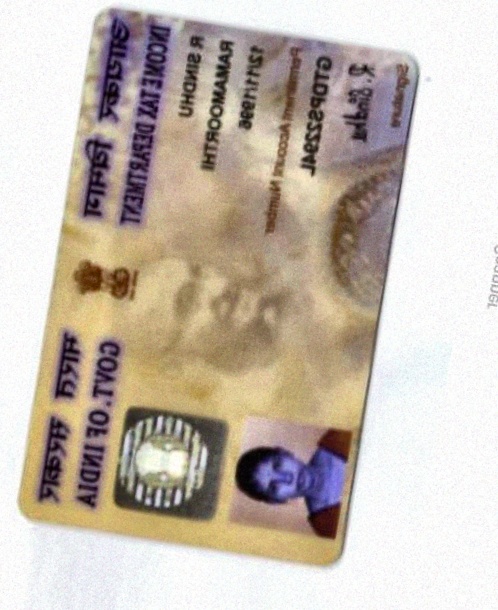 आयकर विभाग
INCOME TAX DEPARTMENT
भारत सरकार
GOVT. OF INDIA
R SINDHU
RAMAMOORTHI
12/11/1996
Permanent Account Number
GTDPS2294L
R. Sindhu
Signature
Scanner